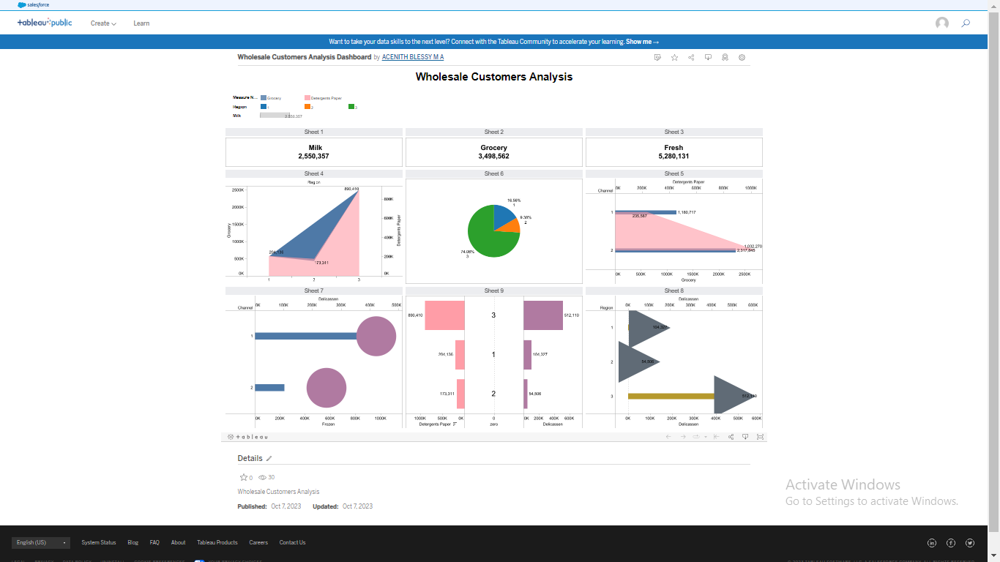 salesforce
+ableau public Create Learn
Want to take your data skills to the next level? Connect with the Tableau Community to accelerate your learning. Show me →
Wholesale Customers Analysis Dashboard by ACENITH BLESSY M A
Wholesale Customers Analysis
Measure N... Grocery Detergents Paper
Region 1 2 3
Milk 2,550,357
Sheet 1 Sheet 2 Sheet 3
Milk Grocery Fresh
2,550,357 3,498,562 5,280,131
Sheet 4
Region
Grocery
2500K
2000K
1500K
1000K
500K
0K
890,410
204,136
173,311
1 2 3
800K
600K
400K
200K
0K
Detergents Paper
Sheet 6
16.56%
1
9.38%
2
74.06%
3
Sheet 5
Detergents Paper
Channel 0K 200K 400K 600K 800K 1000K
1 1,180,717
235,587
1,032,270
2 2,317,845
0K 500K 1000K 1500K 2000K 2500K
Grocery
Sheet 7
Delicassen
Channel 0K 100K 200K 300K 400K 500K
1
2
0K 200K 400K 600K 800K 1000K
Frozen
Sheet 9
890,410 3 512,110
204,136 1 104,327
173,311 2 54,506
1000K 500K 0K 0 0K 200K 400K 600K
Detergents Paper zero Delicassen
Sheet 8
Delicassen
Region 0K 100K 200K 300K 400K 500K 600K
1 104,327
2 54,506
3 512,110
0K 100K 200K 300K 400K 500K 600K
Delicassen
+ableau
Details
0 30
Wholesale Customers Analysis
Published: Oct 7, 2023 Updated: Oct 7, 2023
Activate Windows
Go to Settings to activate Windows.
English (US) System Status Blog FAQ About Tableau Products Careers Contact Us